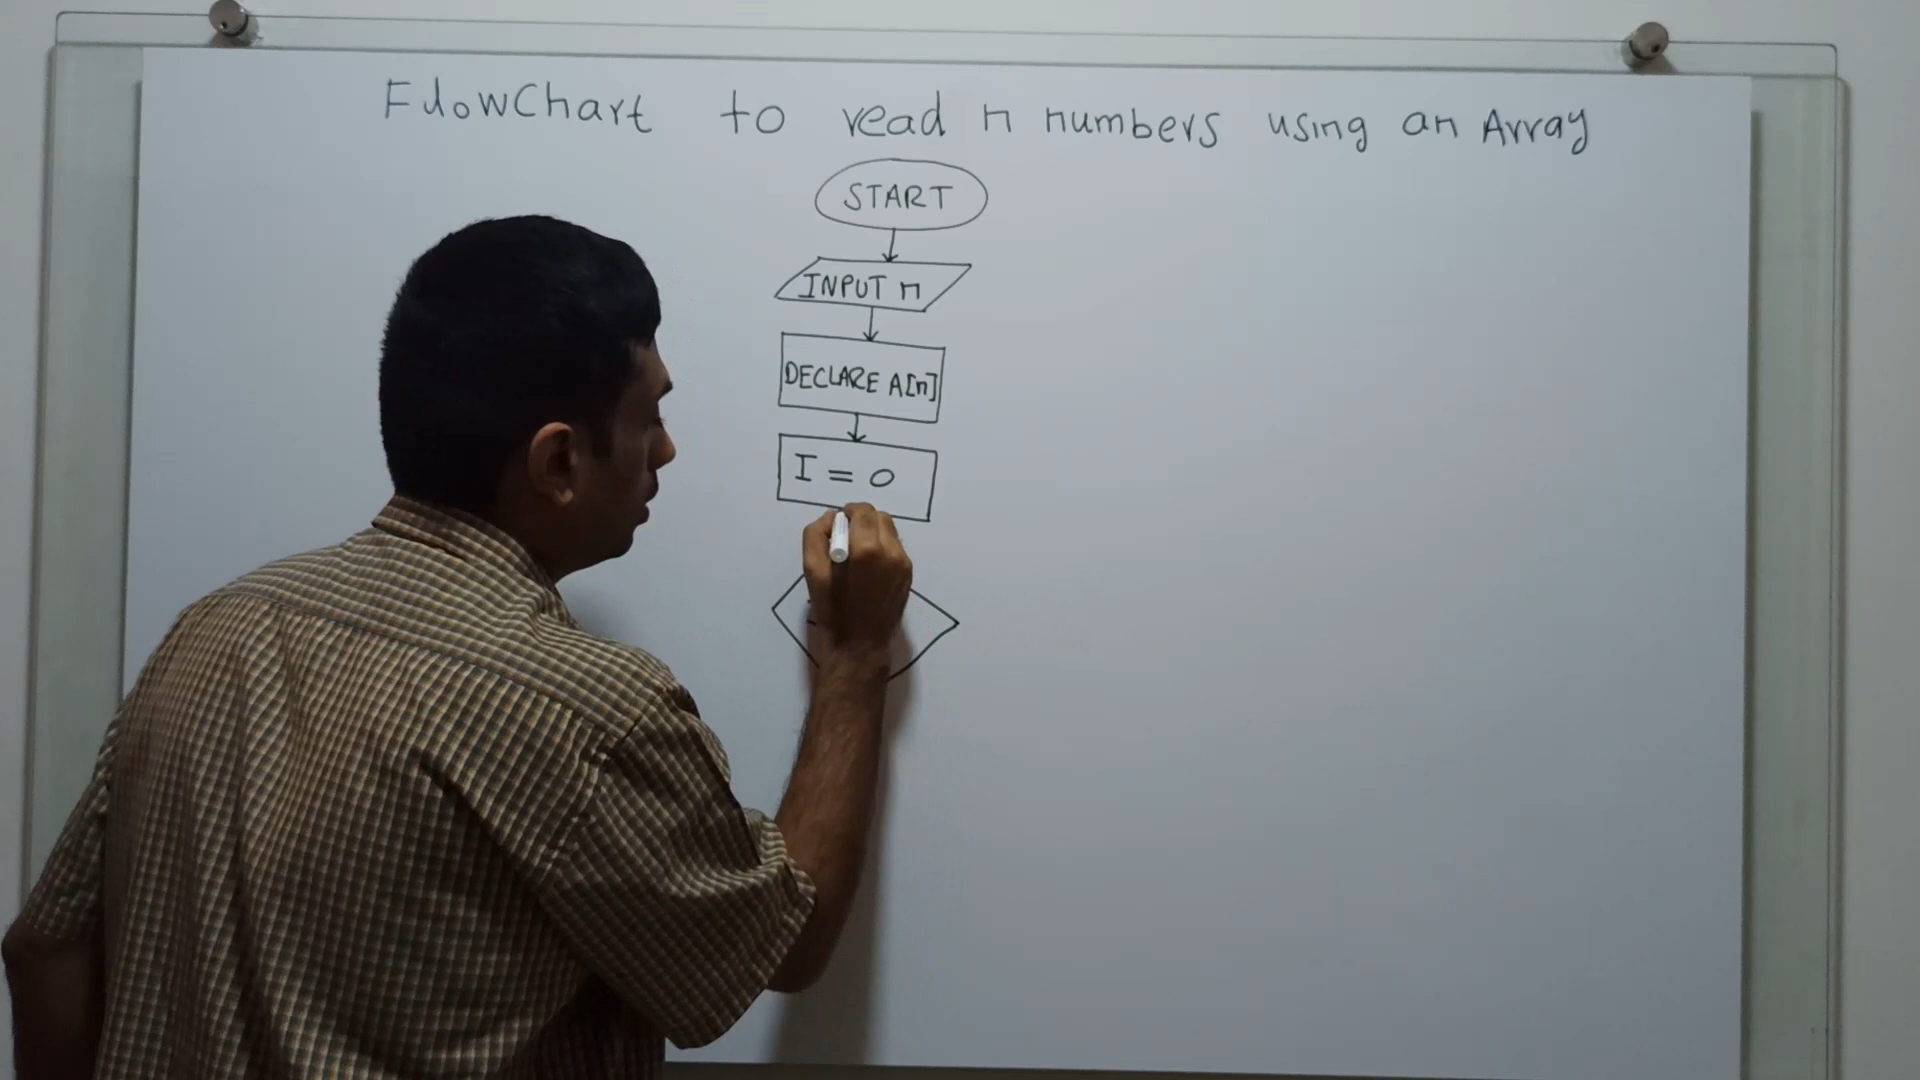 FlowChart to read n numbers using an Array
START
INPUT n
DECLARE A[n]
I = 0